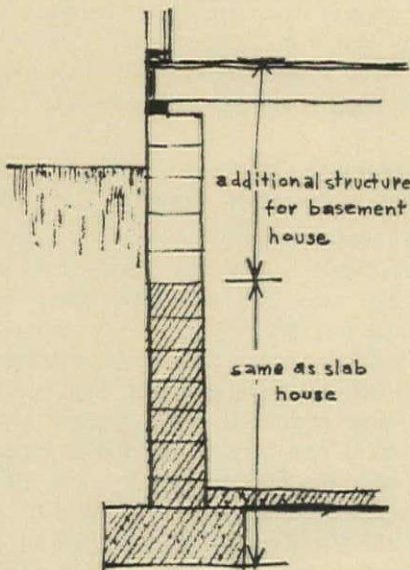 additional structure
for basement
house
same as slab
house